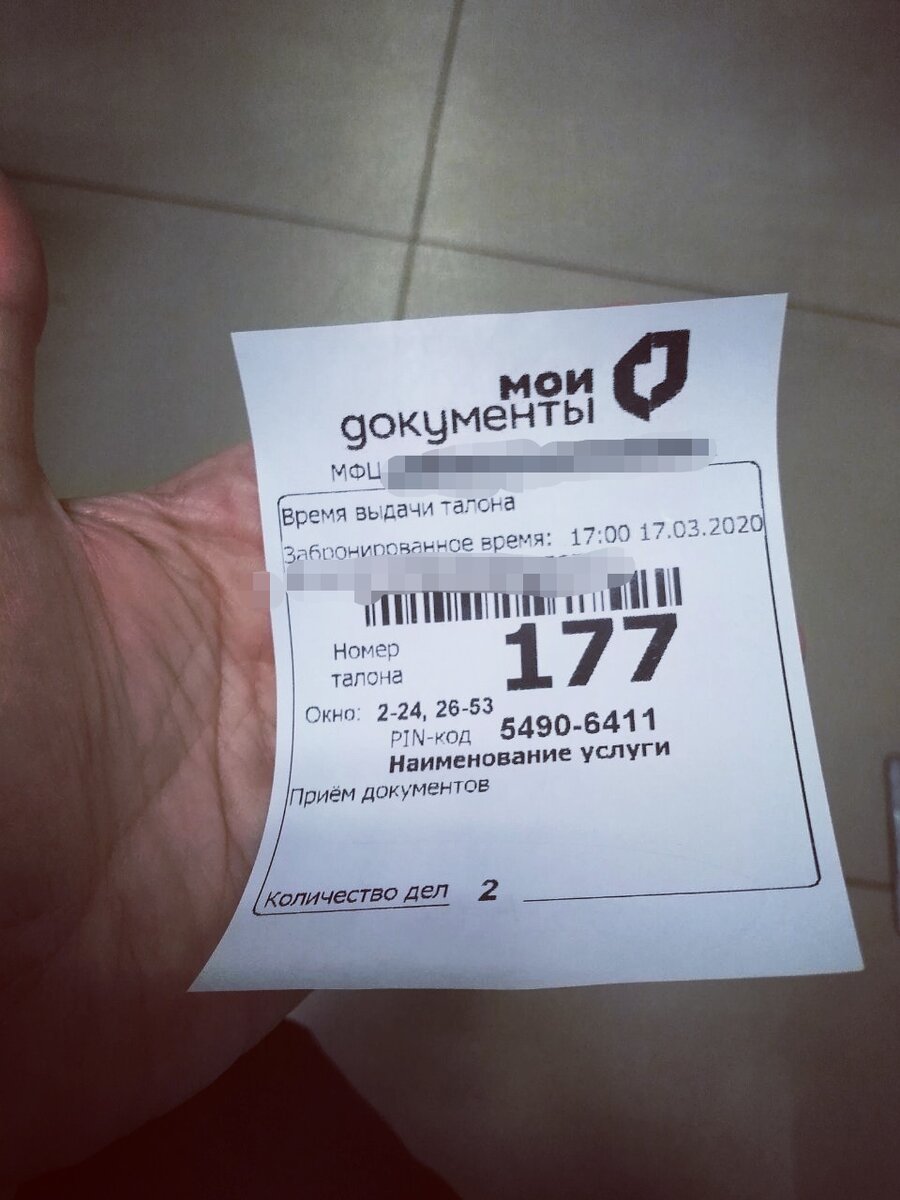 мои
документы
МФЦ
Время выдачи талона
Забронированное время: 17:00 17.03.2020
Номер
талона
177
Окно: 2-24, 26-53
PIN-код 5490-6411
Наименование услуги
Приём документов
Количество дел 2